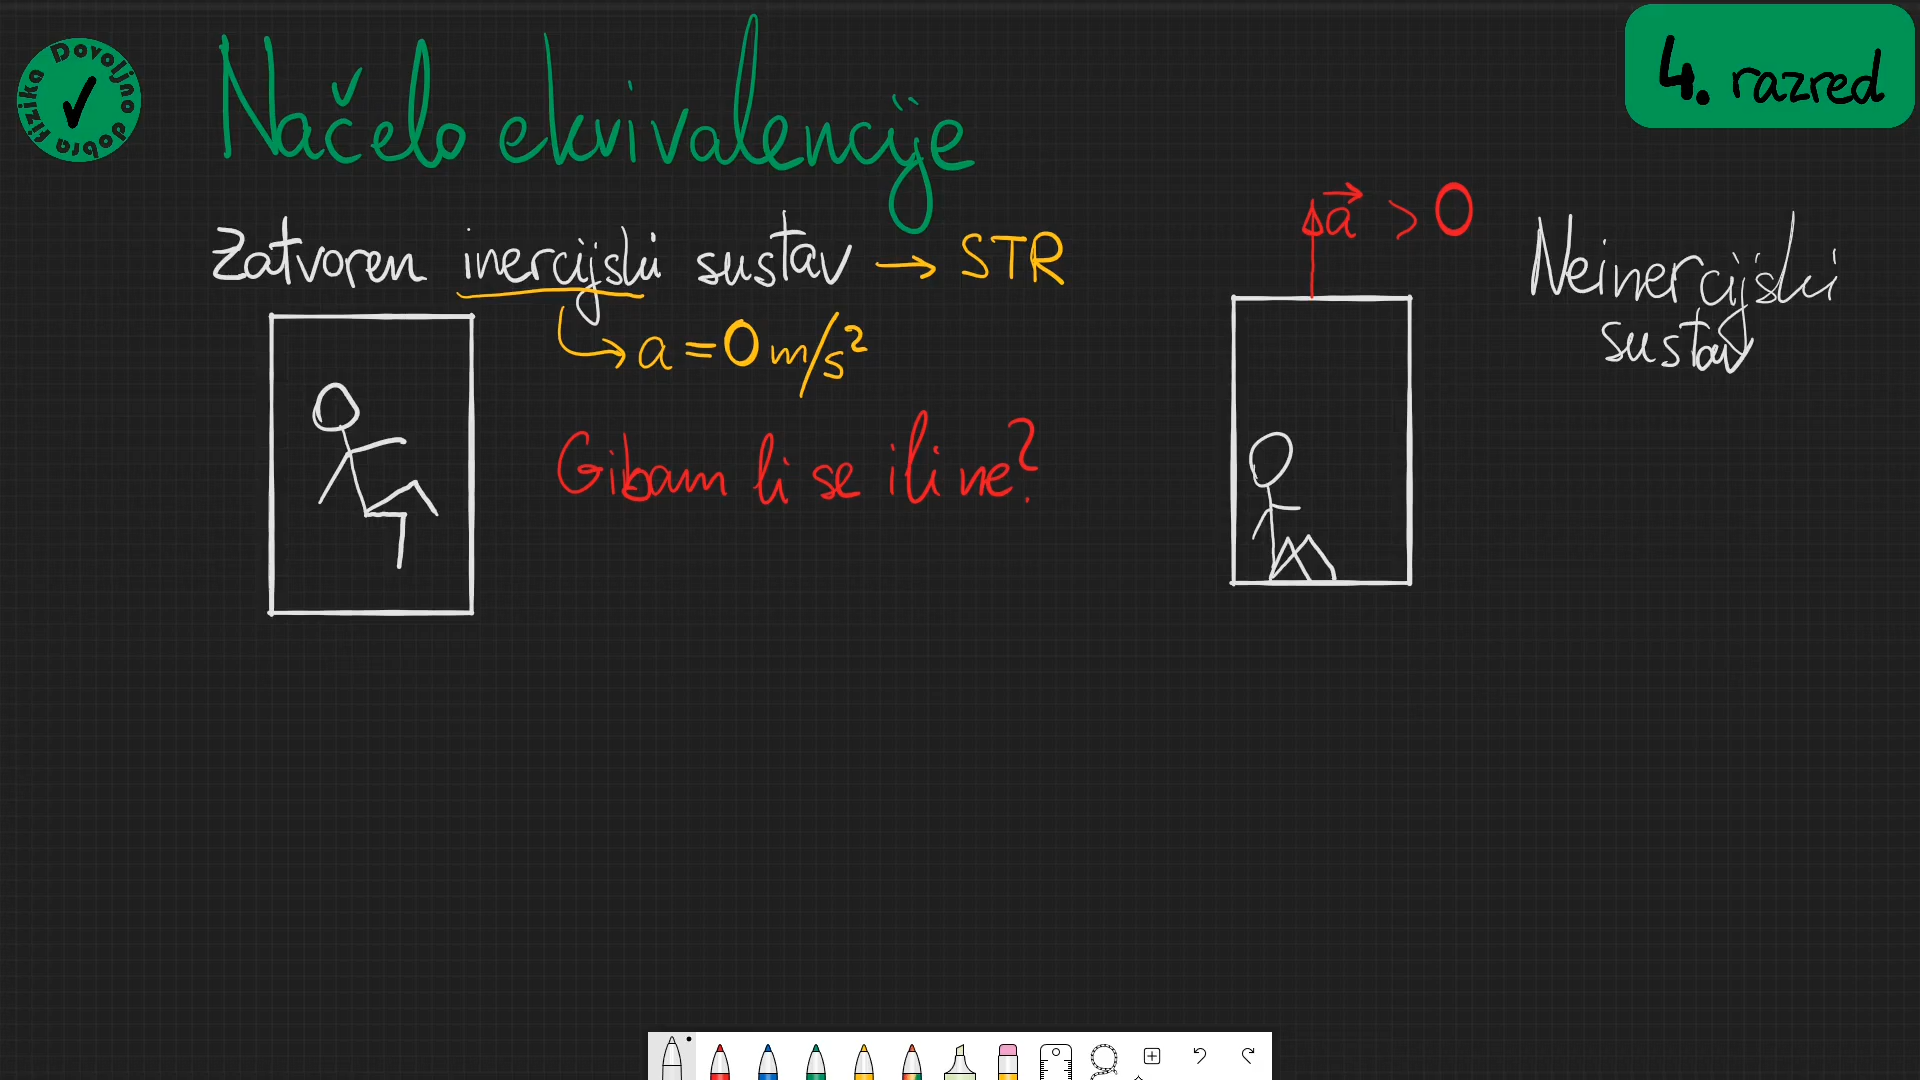 Dovoljno dobra fizika
Načelo ekvivalencije
4. razred
Zatvoren inercijski sustav → STR
a = 0 m/s²
Gibam li se ili ne?
a⃗ > 0
Neinercijski
sustav